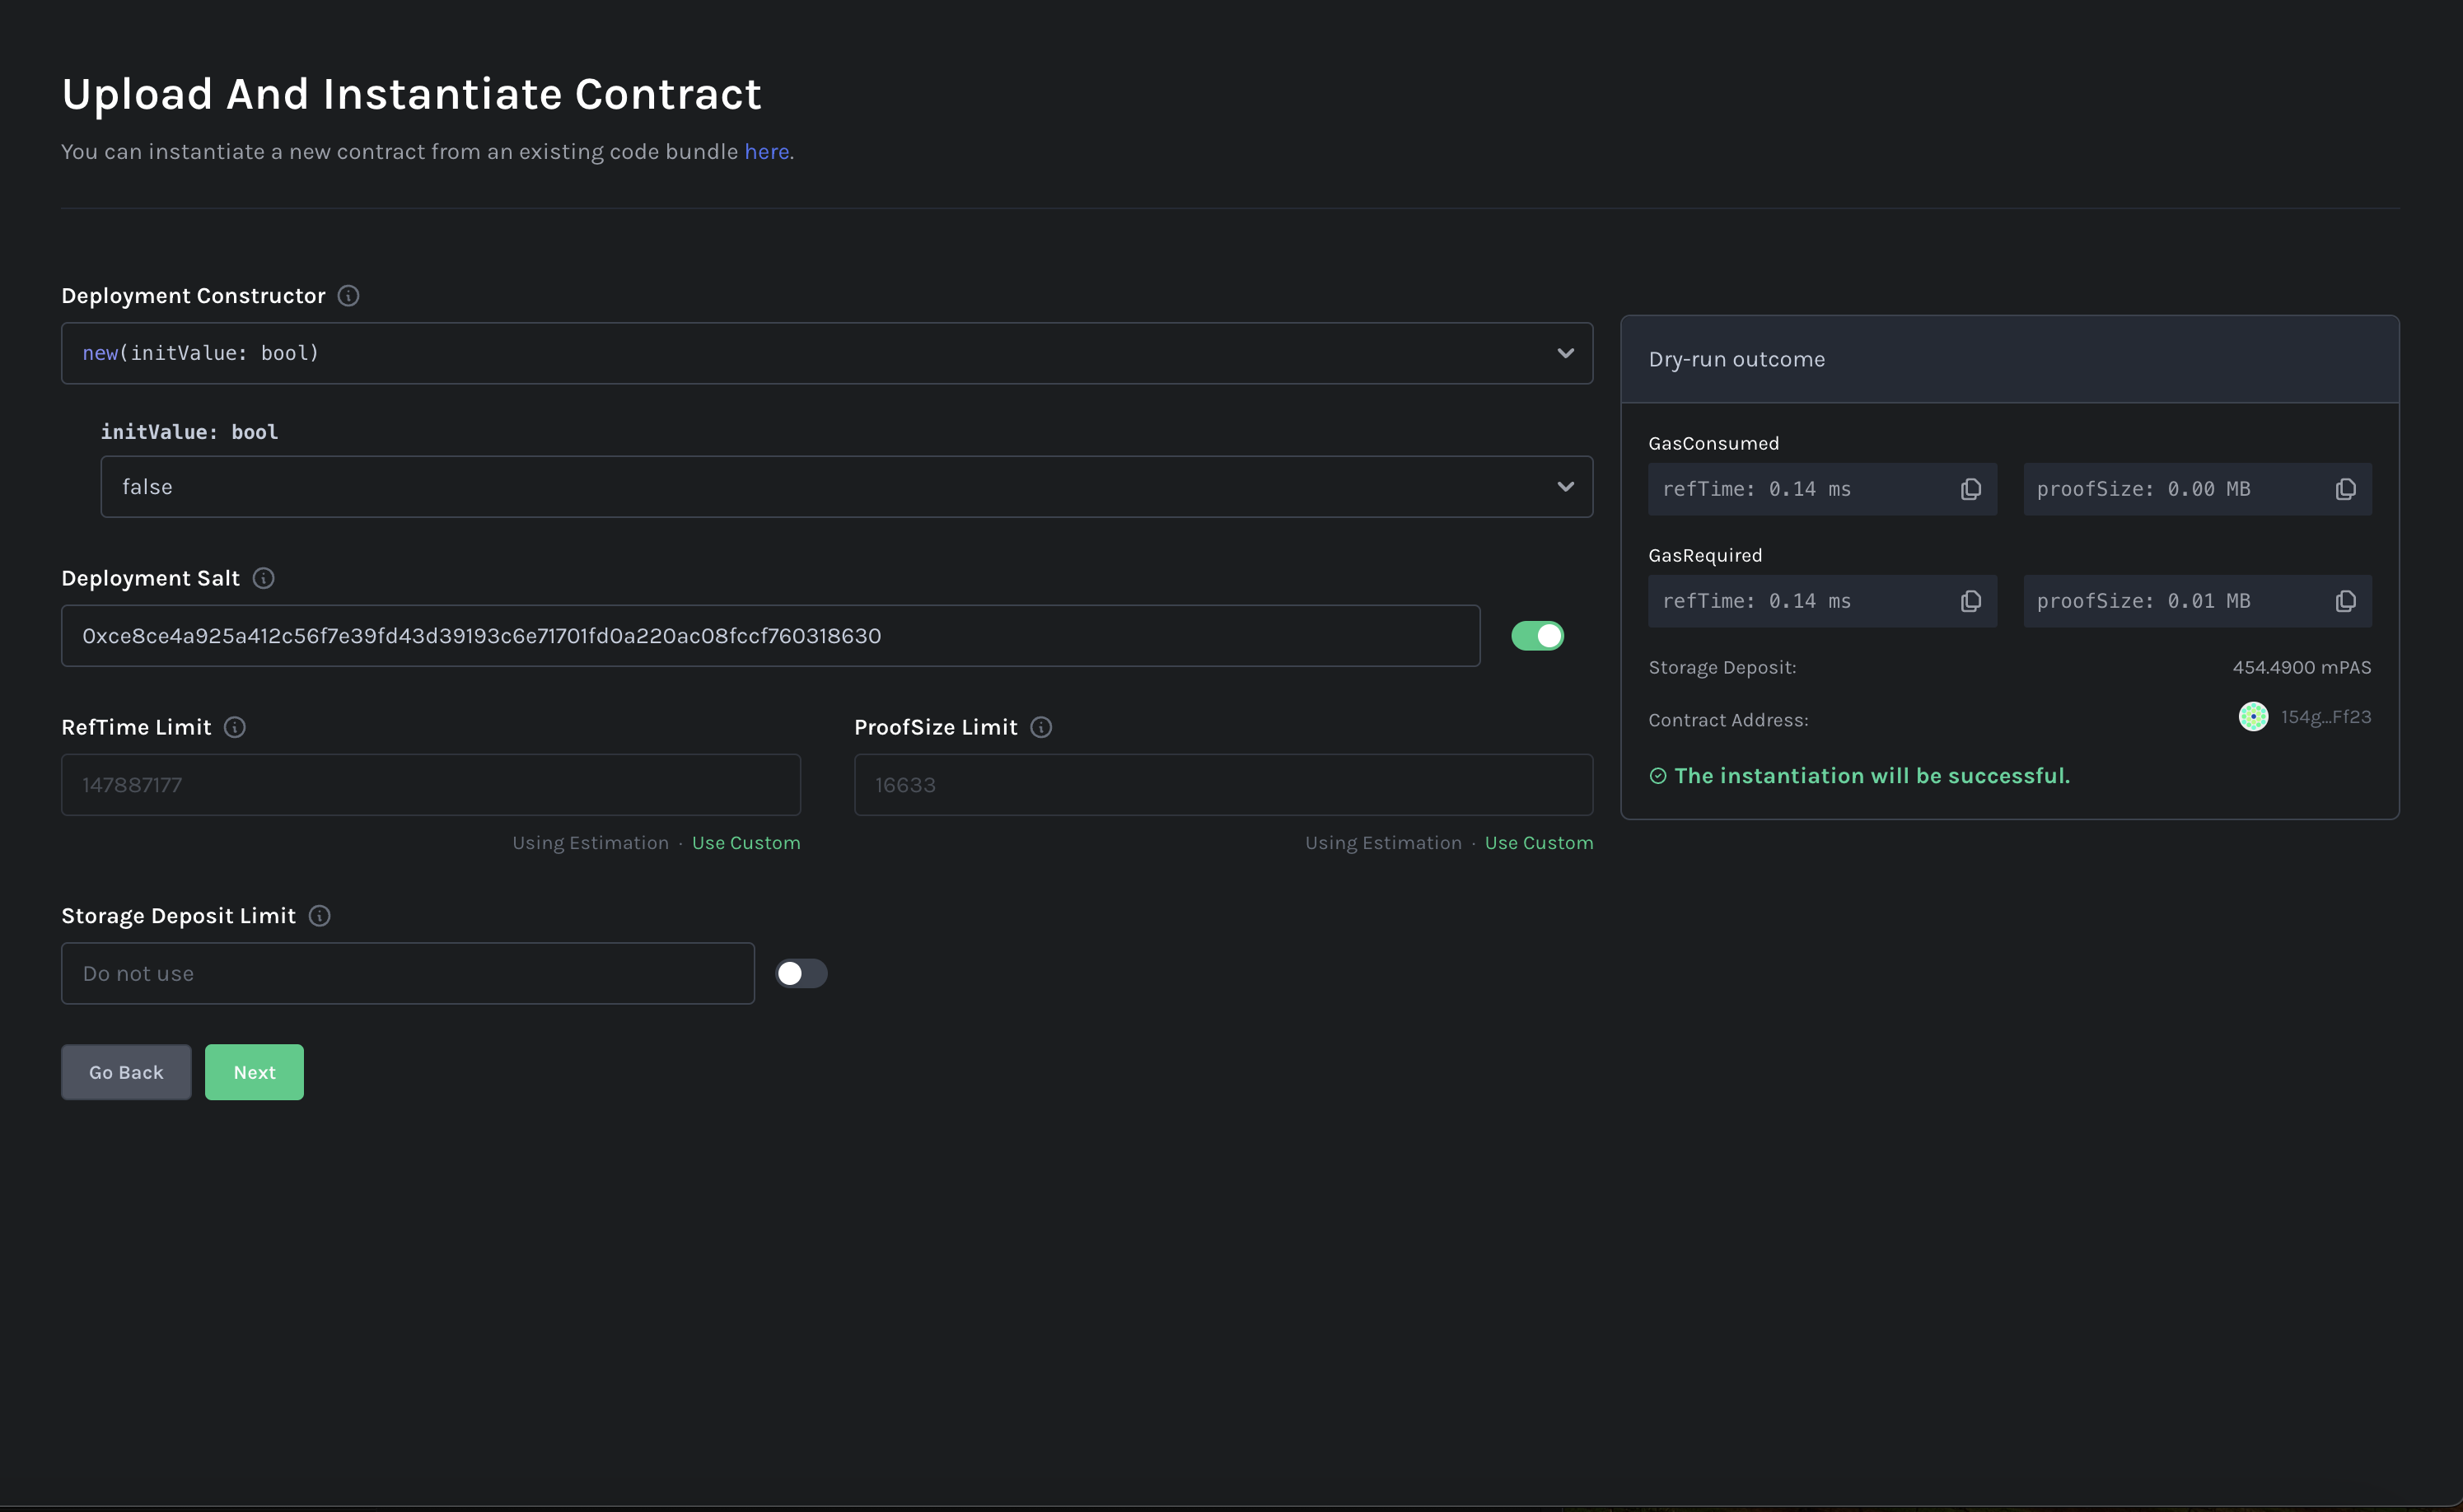 Upload And Instantiate Contract
You can instantiate a new contract from an existing code bundle here.
Deployment Constructor
new(initValue: bool)
initValue: bool
false
Deployment Salt
0xce8ce4a925a412c56f7e39fd43d39193c6e71701fd0a220ac08fccf760318630
RefTime Limit
147887177
Using Estimation · Use Custom
ProofSize Limit
16633
Using Estimation · Use Custom
Storage Deposit Limit
Do not use
Go Back
Next
Dry-run outcome
GasConsumed
refTime: 0.14 ms
proofSize: 0.00 MB
GasRequired
refTime: 0.14 ms
proofSize: 0.01 MB
Storage Deposit: 454.4900 mPAS
Contract Address: 154g...Ff23
The instantiation will be successful.